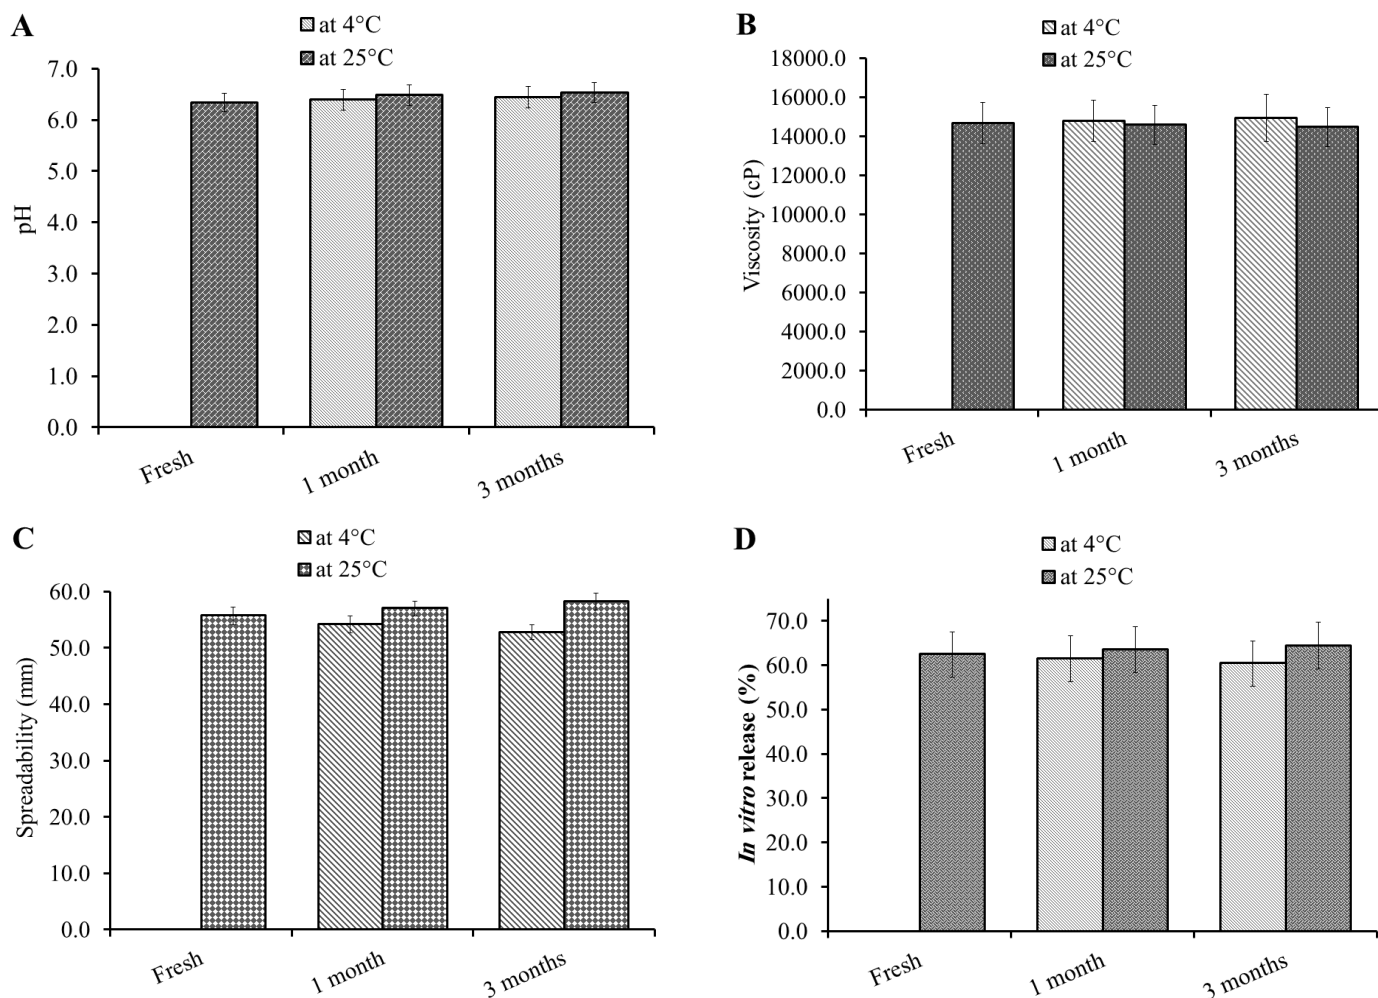 A
at 4°C
at 25°C
7.0
6.0
5.0
4.0
3.0
2.0
1.0
0.0
pH
Fresh
1 month
3 months
B
at 4°C
at 25°C
18000.0
16000.0
14000.0
12000.0
10000.0
8000.0
6000.0
4000.0
2000.0
0.0
Viscosity (cP)
Fresh
1 month
3 months
C
at 4°C
at 25°C
60.0
50.0
40.0
30.0
20.0
10.0
0.0
Spreadability (mm)
Fresh
1 month
3 months
D
at 4°C
at 25°C
70.0
60.0
50.0
40.0
30.0
20.0
10.0
0.0
In vitro release (%)
Fresh
1 month
3 months